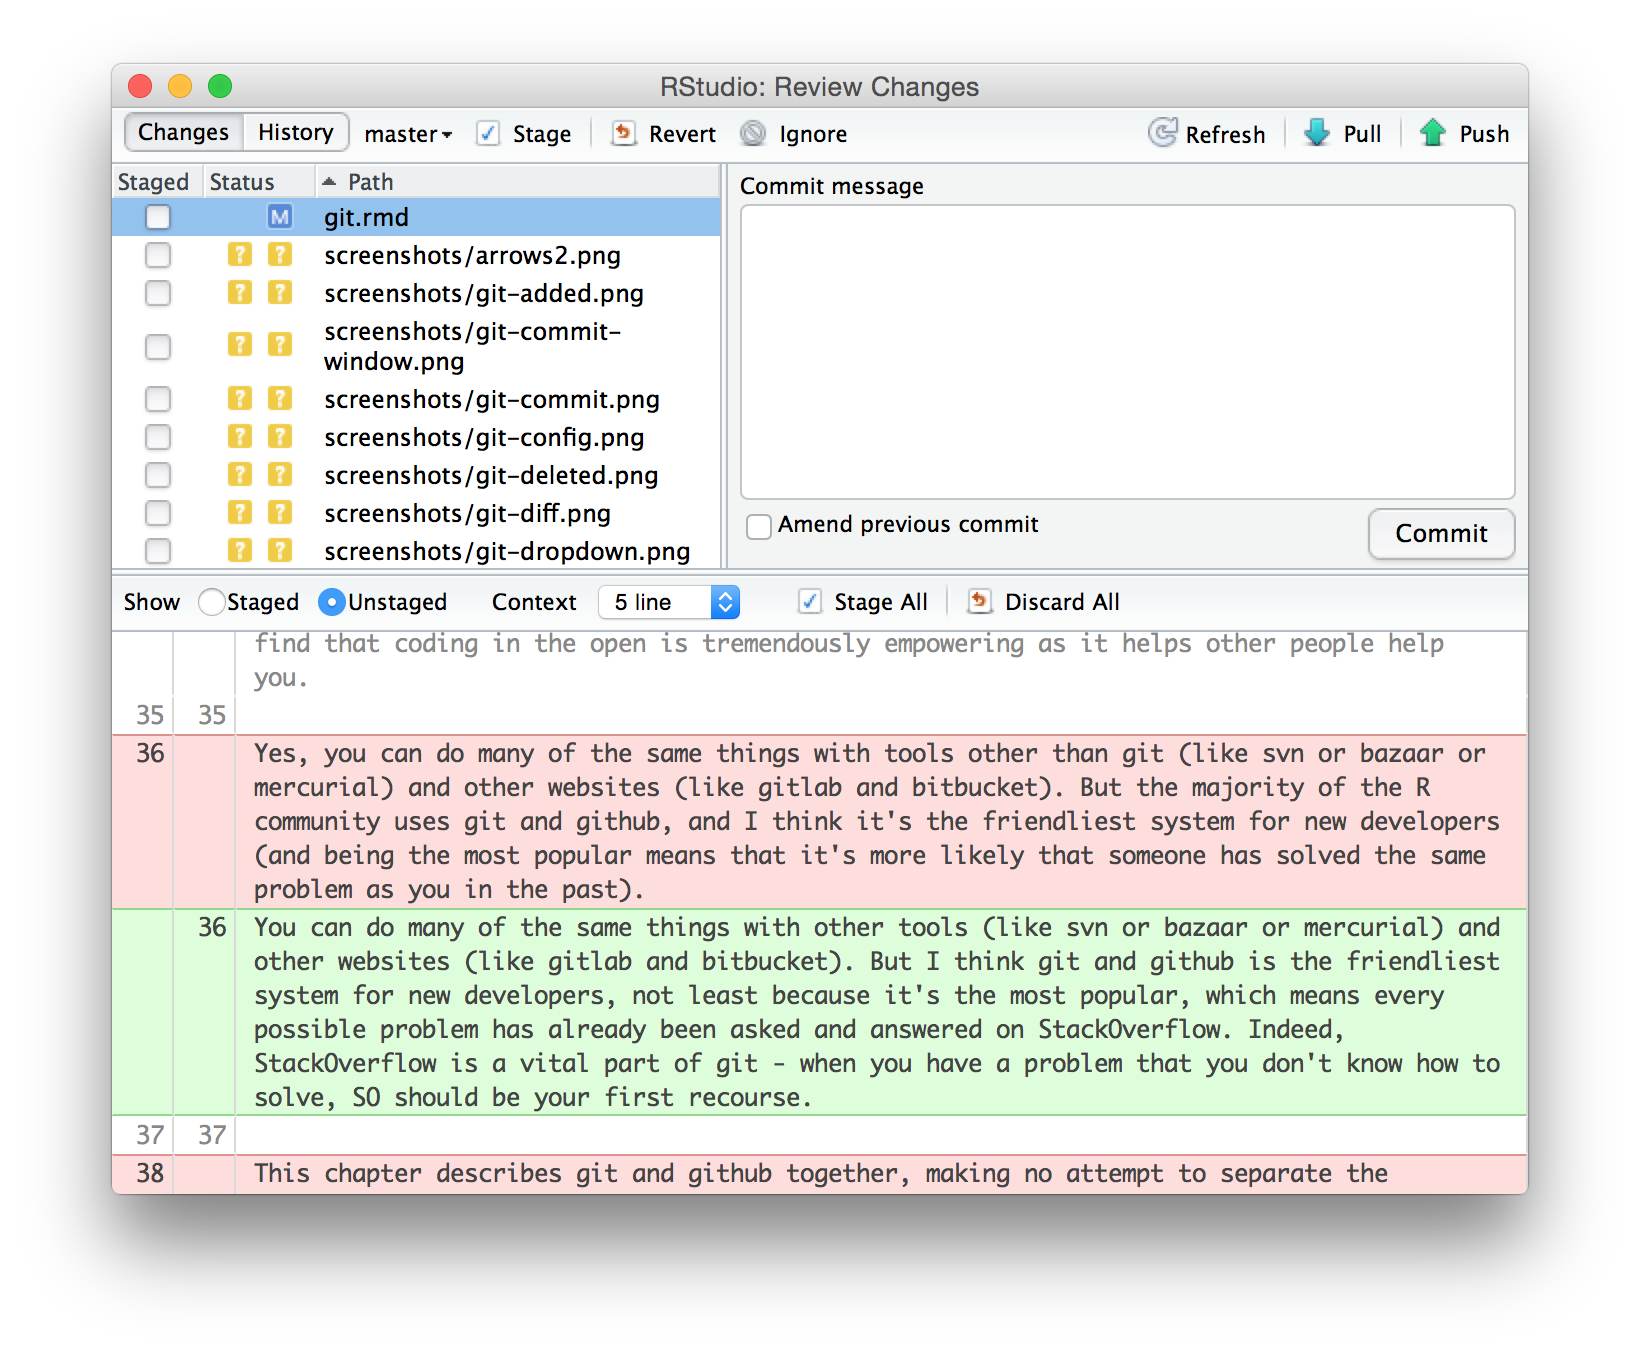 RStudio: Review Changes
Changes History master Stage Revert Ignore Refresh Pull Push
Staged Status Path
M git.rmd
? ? screenshots/arrows2.png
? ? screenshots/git-added.png
? ? screenshots/git-commit-
window.png
? ? screenshots/git-commit.png
? ? screenshots/git-config.png
? ? screenshots/git-deleted.png
? ? screenshots/git-diff.png
? ? screenshots/git-dropdown.png
Commit message
Amend previous commit
Commit
Show Staged Unstaged Context 5 line Stage All Discard All
find that coding in the open is tremendously empowering as it helps other people help
you.
35 35
36 Yes, you can do many of the same things with tools other than git (like svn or bazaar or
mercurial) and other websites (like gitlab and bitbucket). But the majority of the R
community uses git and github, and I think it's the friendliest system for new developers
(and being the most popular means that it's more likely that someone has solved the same
problem as you in the past).
36 You can do many of the same things with other tools (like svn or bazaar or mercurial) and
other websites (like gitlab and bitbucket). But I think git and github is the friendliest
system for new developers, not least because it's the most popular, which means every
possible problem has already been asked and answered on StackOverflow. Indeed,
StackOverflow is a vital part of git - when you have a problem that you don't know how to
solve, SO should be your first recourse.
37 37
38 This chapter describes git and github together, making no attempt to separate the